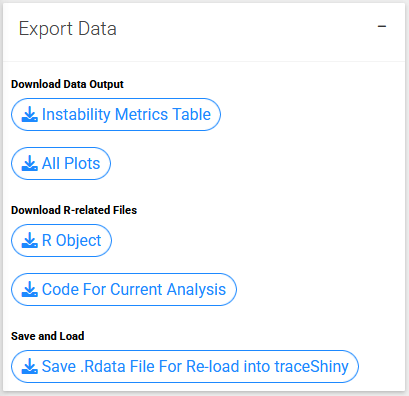 Export Data
Download Data Output
Instability Metrics Table
All Plots
Download R-related Files
R Object
Code For Current Analysis
Save and Load
Save .Rdata File For Re-load into traceShiny